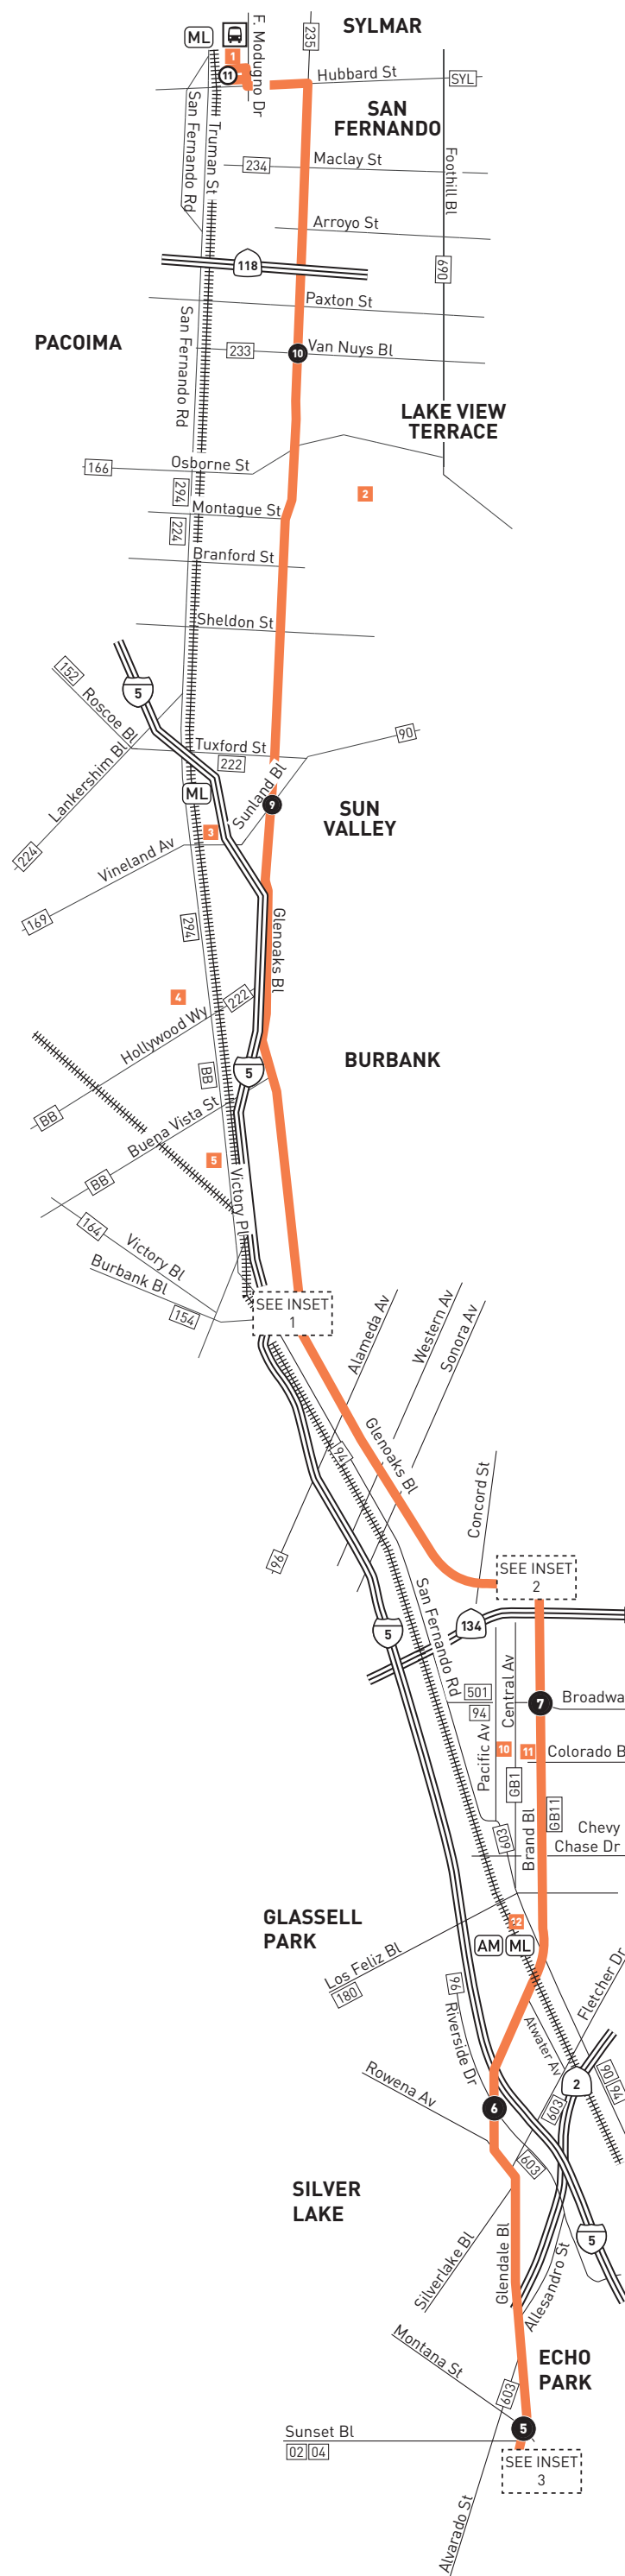 SYLMAR
ML
F. Modugno Dr
235
1
11
Hubbard St
SYL
SAN
FERNANDO
San Fernando Rd
Truman St
Maclay St
234
Foothill Bl
Arroyo St
118
690
Paxton St
PACOIMA
San Fernando Rd
Van Nuys Bl
233
10
LAKE VIEW
TERRACE
Osborne St
166
294
2
Montague St
224
Branford St
Sheldon St
152
5
Roscoe Bl
Lankershim Bl
Tuxford St
222
90
ML
Sunland Bl
9
SUN
VALLEY
3
224
Vineland Av
169
294
Glenoaks Bl
4
222
Hollywood Wy
BURBANK
5
BB
BB
Buena Vista St
5
BB
Victory Pl
164
Victory Bl
Burbank Bl
154
SEE INSET
1
Alameda Av
Western Av
Sonora Av
94
Glenoaks Bl
Concord St
96
SEE INSET
2
San Fernando Rd
134
5
Central Av
501
94
7
Broadwa
Pacific Av
10
11
Colorado B
GB1
Brand Bl
GB11
603
Chevy
Chase Dr
GLASSELL
PARK
12
AM
ML
Los Feliz Bl
180
Fletcher Dr
96
Riverside Dr
Atwater Av
Rowena Av
2
90
94
6
603
603
SILVER
LAKE
Silverlake Bl
Glendale Bl
Allesandro St
5
Montana St
ECHO
PARK
603
5
Sunset Bl
02
04
SEE INSET
3
Alvarado St